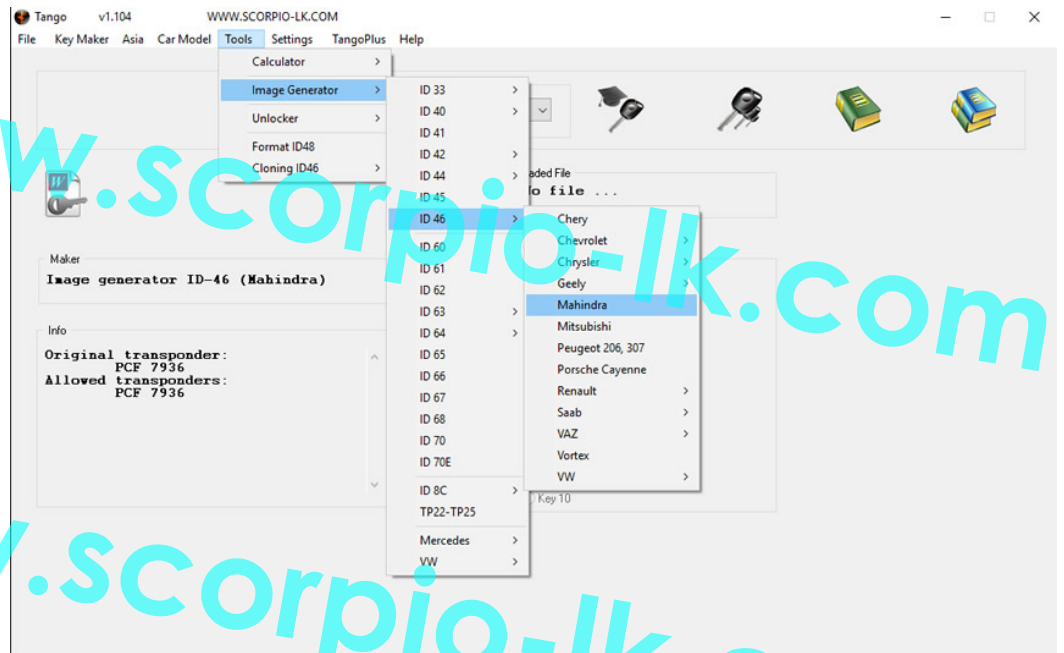 Tango v1.104 WWW.SCORPIO-LK.COM
File Key Maker Asia Car Model Tools Settings TangoPlus Help
Calculator
Image Generator
Unlocker
Format ID48
Cloning ID46
ID 33
ID 40
ID 41
ID 42
ID 44
ID 45
ID 46
ID 60
ID 61
ID 62
ID 63
ID 64
ID 65
ID 66
ID 67
ID 68
ID 70
ID 70E
ID 8C
TP22-TP25
Mercedes
VW
Chery
Chevrolet
Chrysler
Geely
Mahindra
Mitsubishi
Peugeot 206, 307
Porsche Cayenne
Renault
Saab
VAZ
Vortex
VW
aded File
o file ...
Maker
Image generator ID-46 (Mahindra)
Info
Original transponder:
PCF 7936
Allowed transponders:
PCF 7936
Key 10
w.scorpio-lk.com
.scorpio-lk.c